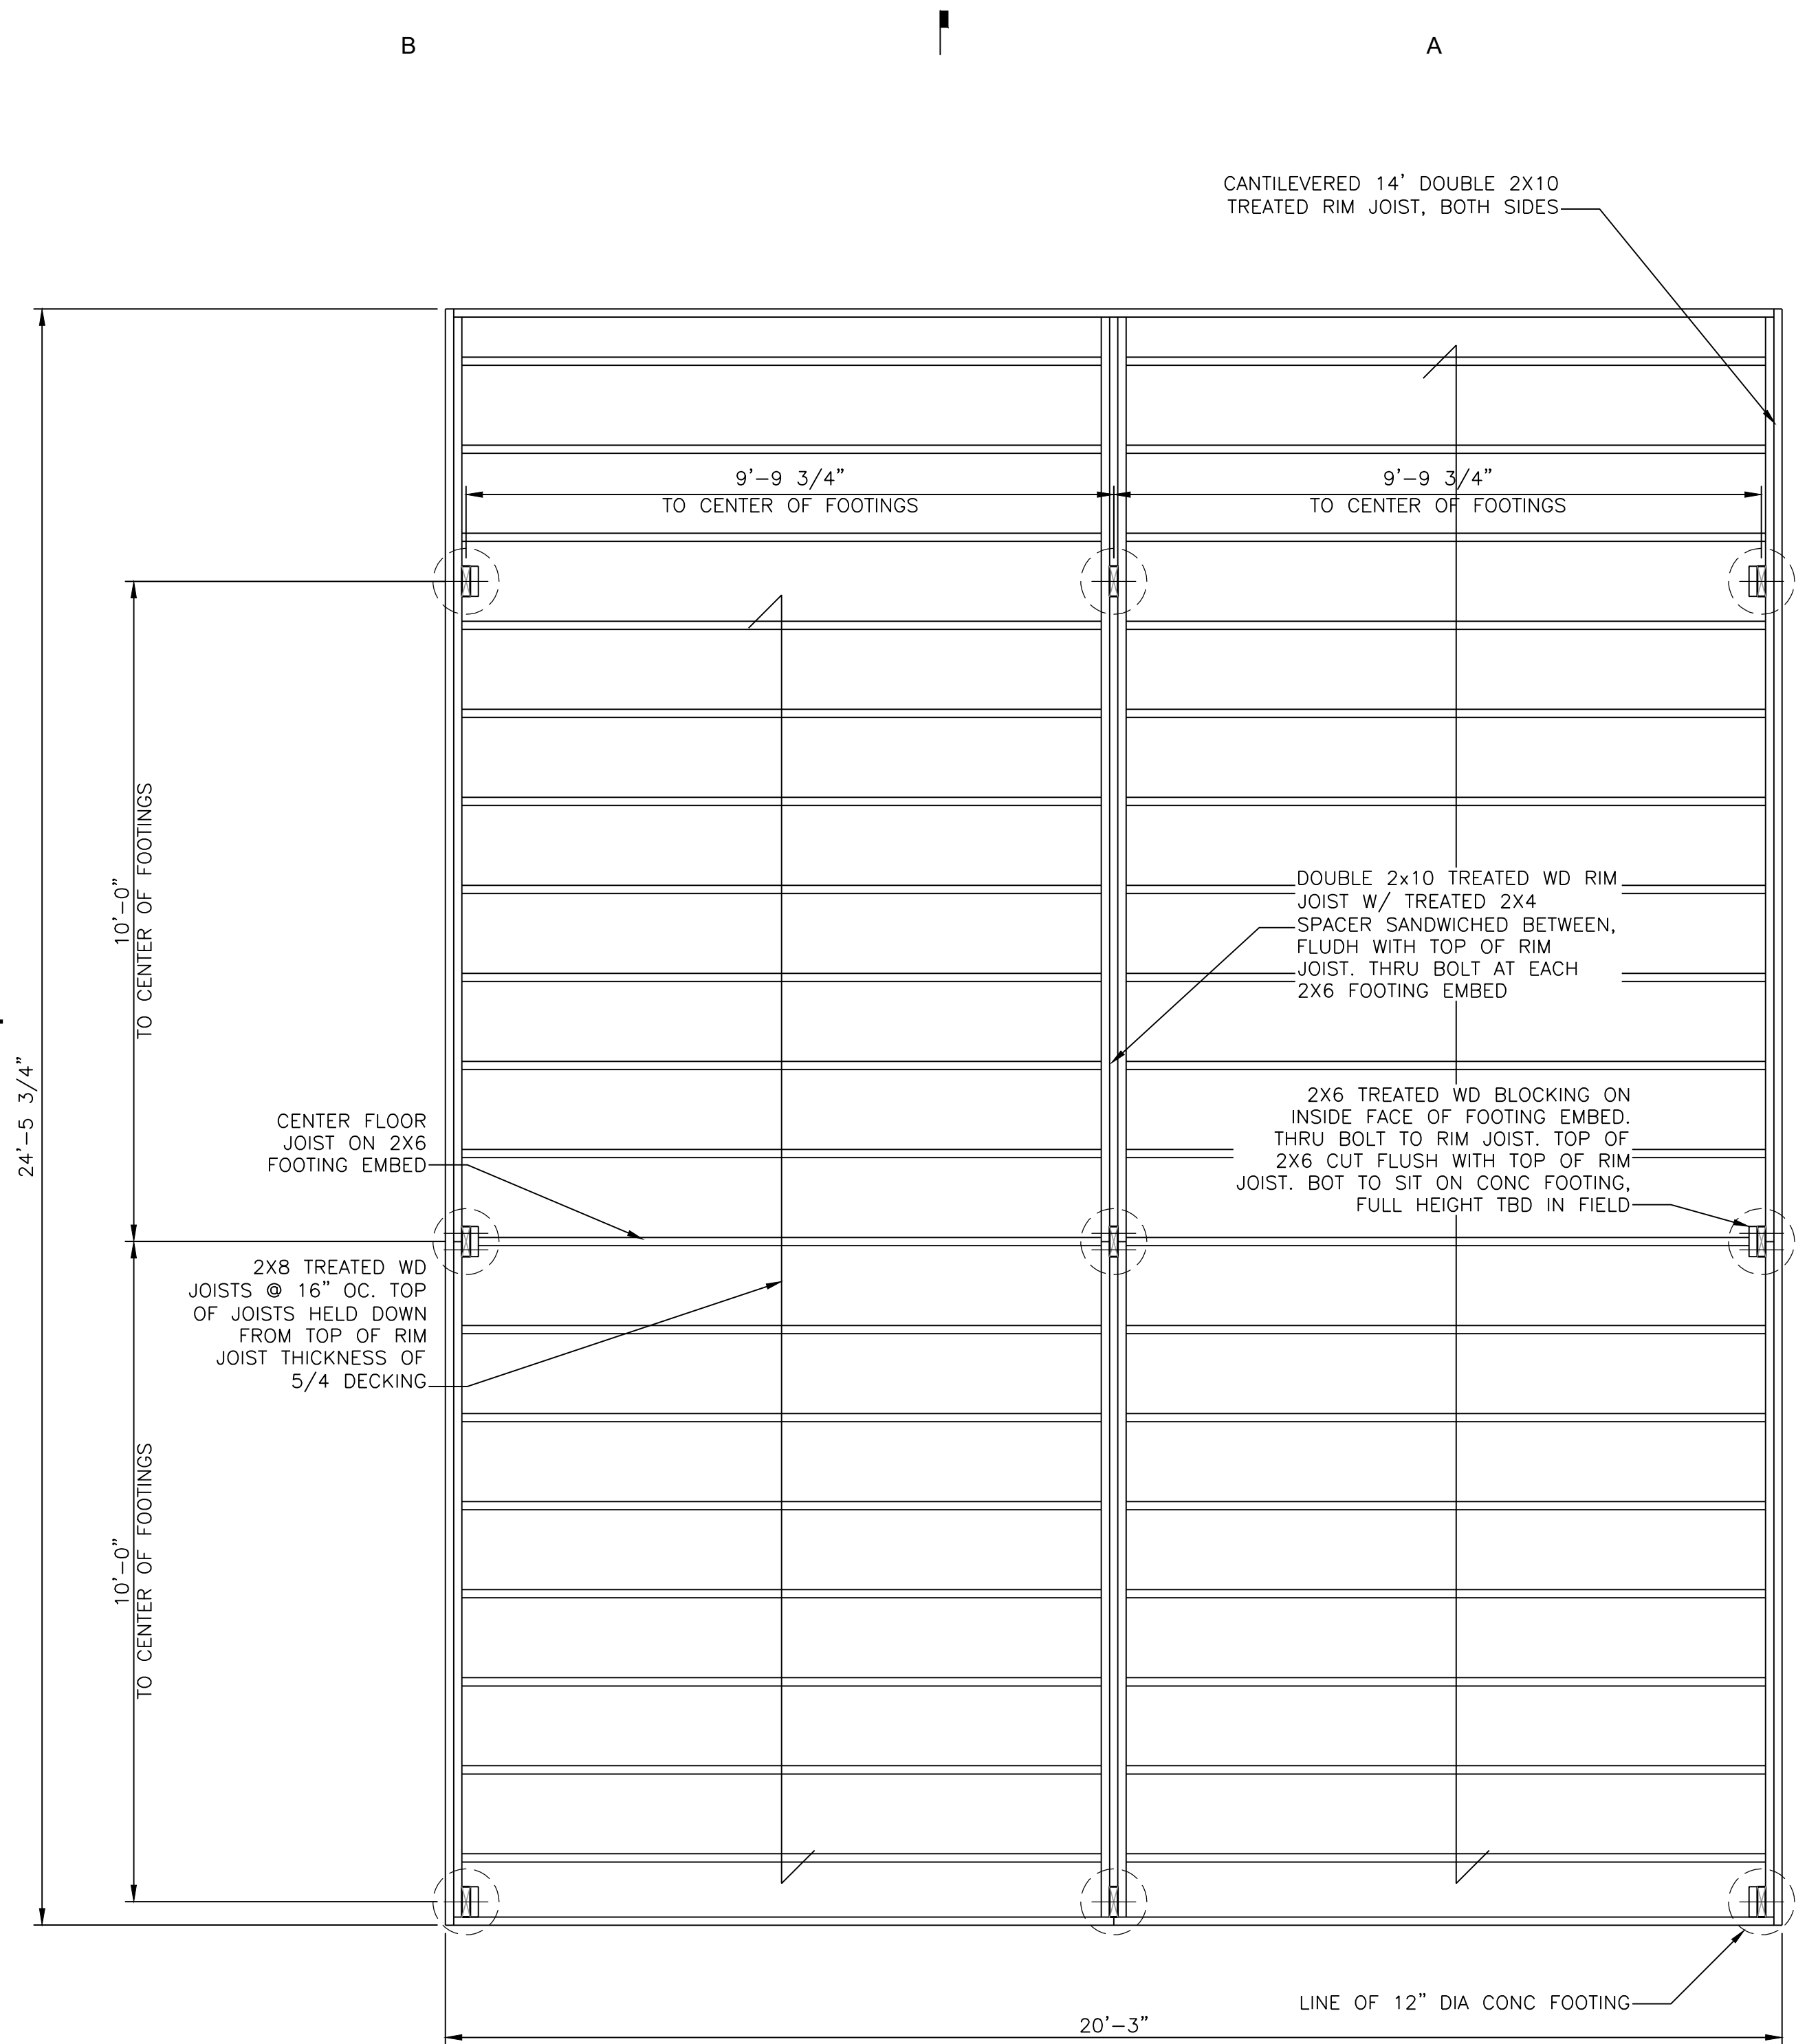 B
A
CANTILEVERED 14' DOUBLE 2X10
TREATED RIM JOIST, BOTH SIDES
9'-9 3/4"
TO CENTER OF FOOTINGS
9'-9 3/4"
TO CENTER OF FOOTINGS
10'-0"
TO CENTER OF FOOTINGS
24'-5 3/4"
DOUBLE 2x10 TREATED WD RIM
JOIST W/ TREATED 2X4
SPACER SANDWICHED BETWEEN,
FLUDH WITH TOP OF RIM
JOIST. THRU BOLT AT EACH
2X6 FOOTING EMBED
CENTER FLOOR
JOIST ON 2X6
FOOTING EMBED
2X6 TREATED WD BLOCKING ON
INSIDE FACE OF FOOTING EMBED.
THRU BOLT TO RIM JOIST. TOP OF
2X6 CUT FLUSH WITH TOP OF RIM
JOIST. BOT TO SIT ON CONC FOOTING,
FULL HEIGHT TBD IN FIELD
2X8 TREATED WD
JOISTS @ 16" OC. TOP
OF JOISTS HELD DOWN
FROM TOP OF RIM
JOIST THICKNESS OF
5/4 DECKING
10'-0"
TO CENTER OF FOOTINGS
LINE OF 12" DIA CONC FOOTING
20'-3"